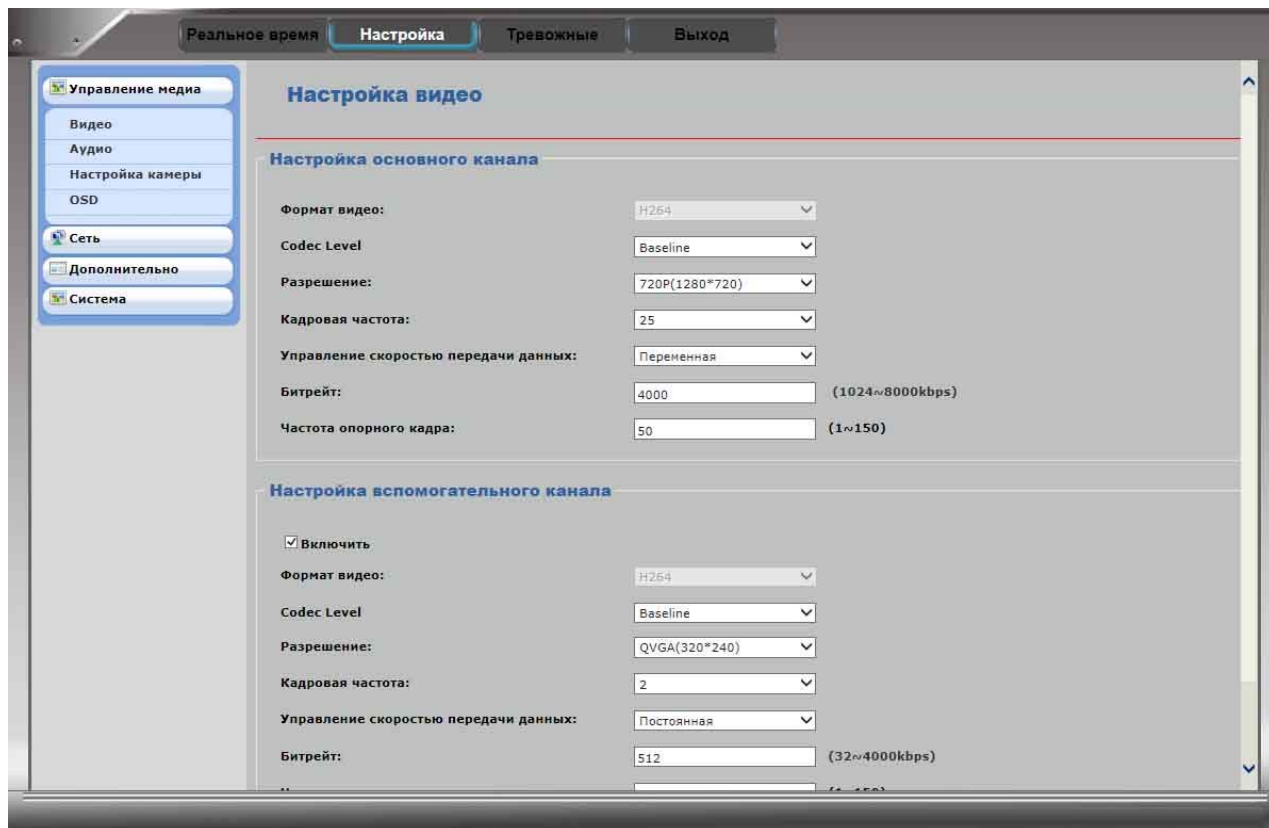 Реальное время Настройка Тревожные Выход
Управление медиа
Видео
Аудио
Настройка камеры
OSD
Сеть
Дополнительно
Система
Настройка видео
Настройка основного канала
Формат видео: H264
Codec Level Baseline
Разрешение: 720P(1280*720)
Кадровая частота: 25
Управление скоростью передачи данных: Переменная
Битрейт: 4000 (1024~8000kbps)
Частота опорного кадра: 50 (1~150)
Настройка вспомогательного канала
Включить
Формат видео: H264
Codec Level Baseline
Разрешение: QVGA(320*240)
Кадровая частота: 2
Управление скоростью передачи данных: Постоянная
Битрейт: 512 (32~4000kbps)